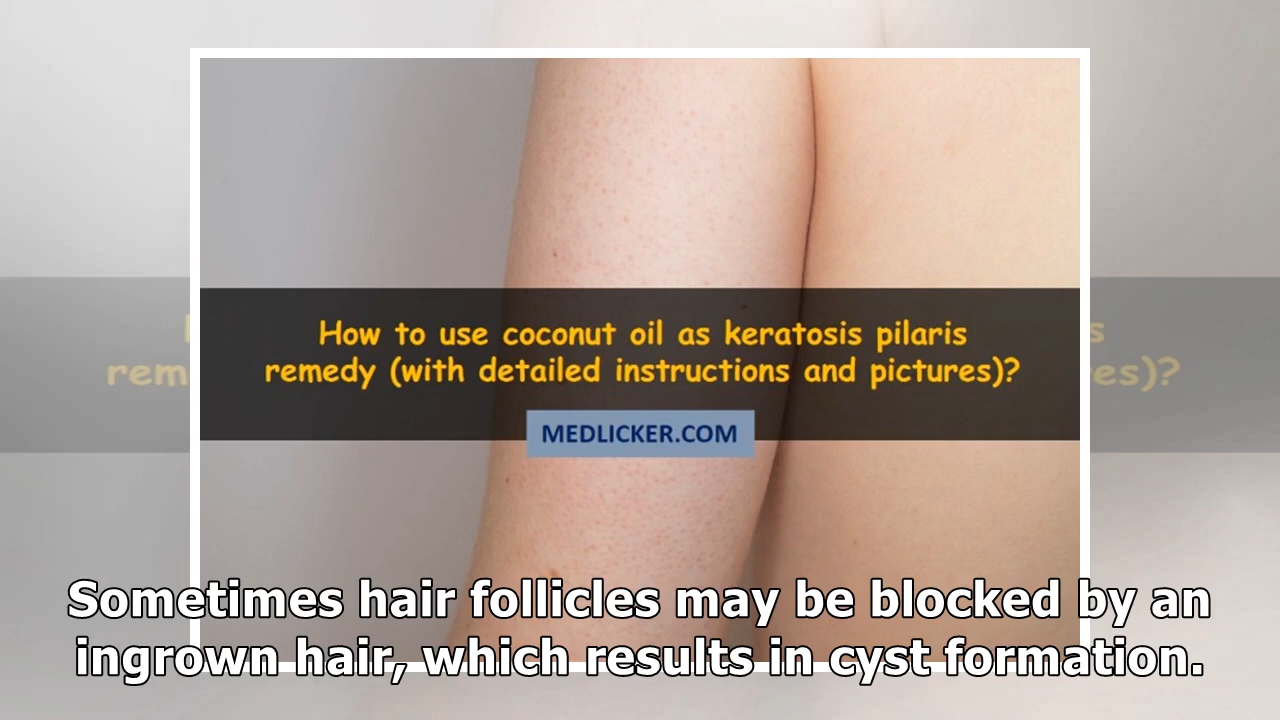 How to use coconut oil as keratosis pilaris
remedy (with detailed instructions and pictures)?
MEDLICKER.COM
Sometimes hair follicles may be blocked by an
ingrown hair, which results in cyst formation.